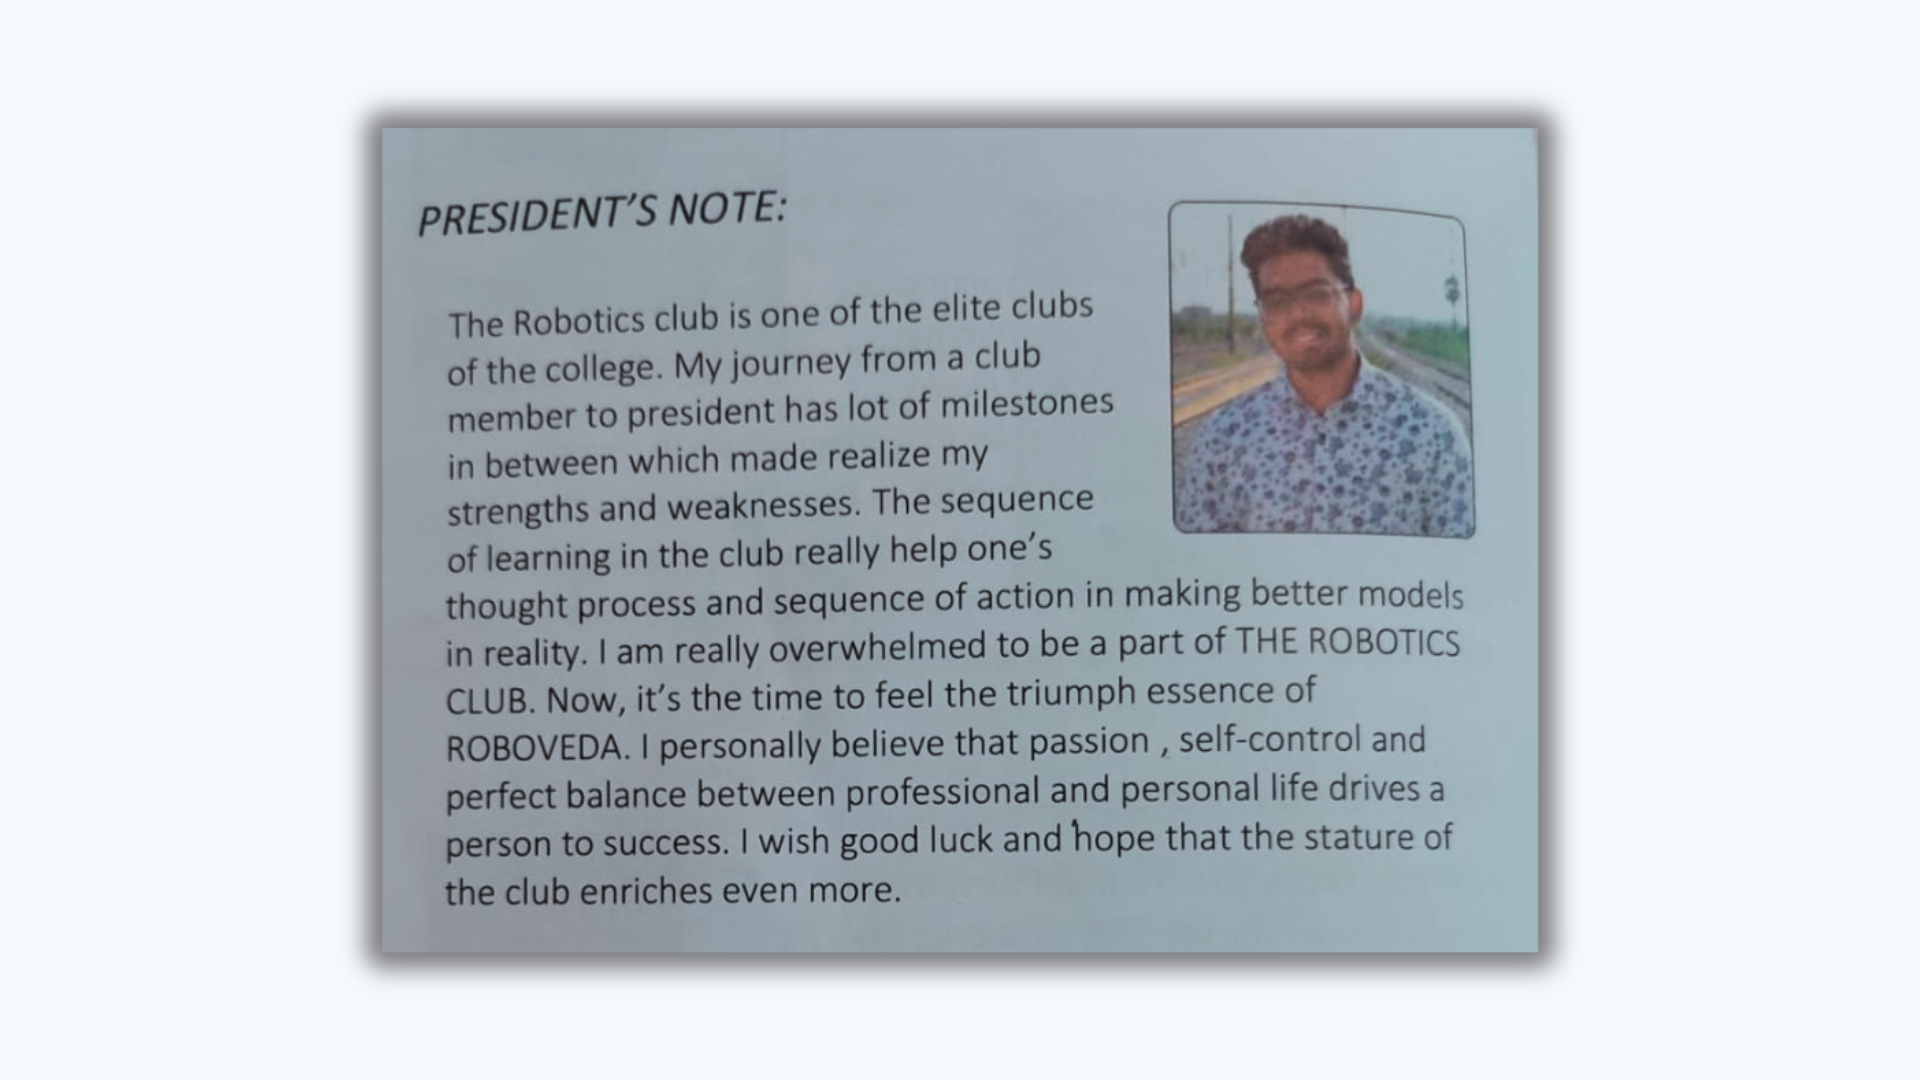 PRESIDENT’S NOTE:
The Robotics club is one of the elite clubs
of the college. My journey from a club
member to president has lot of milestones
in between which made realize my
strengths and weaknesses. The sequence
of learning in the club really help one’s
thought process and sequence of action in making better models
in reality. I am really overwhelmed to be a part of THE ROBOTICS
CLUB. Now, it’s the time to feel the triumph essence of
ROBOVEDA. I personally believe that passion , self-control and
perfect balance between professional and personal life drives a
person to success. I wish good luck and hope that the stature of
the club enriches even more.